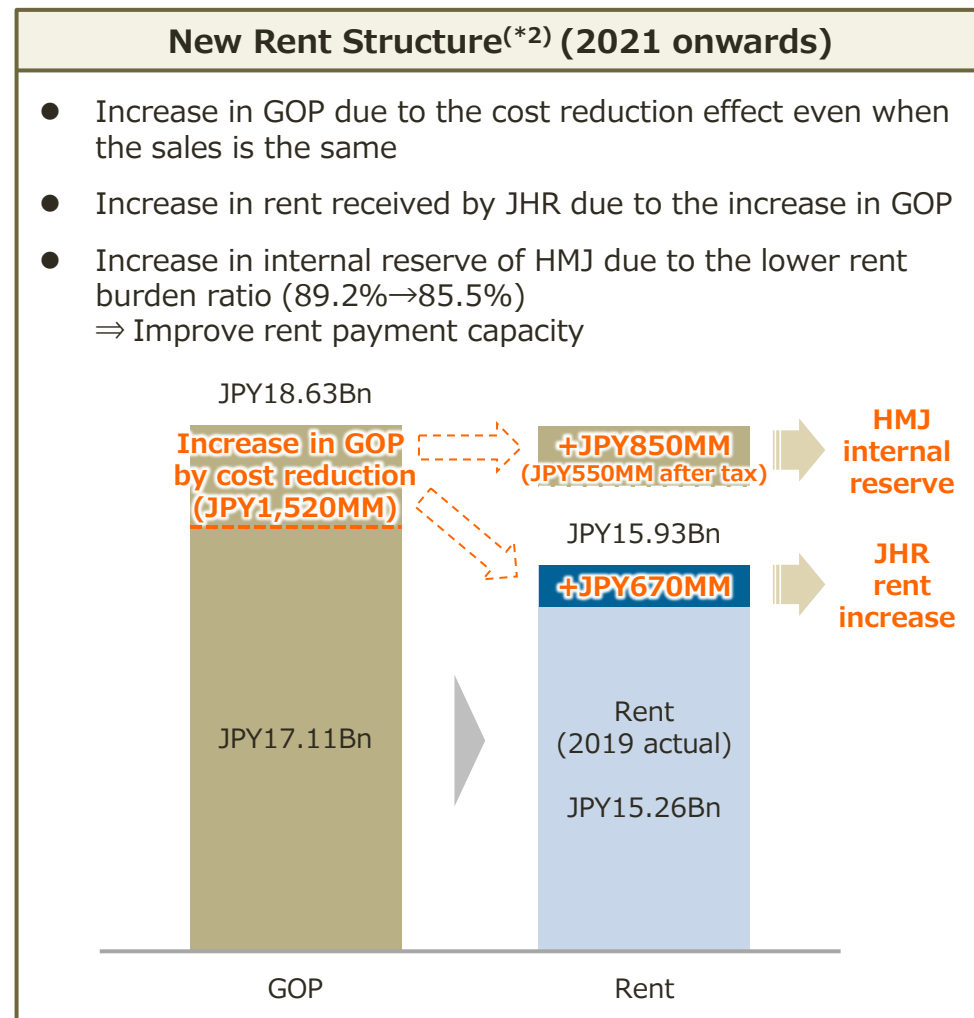 New Rent Structure(*2) (2021 onwards)
● Increase in GOP due to the cost reduction effect even when
the sales is the same
● Increase in rent received by JHR due to the increase in GOP
● Increase in internal reserve of HMJ due to the lower rent
burden ratio (89.2%→85.5%)
⇒ Improve rent payment capacity
JPY18.63Bn
Increase in GOP
by cost reduction
(JPY1,520MM)
+JPY850MM
(JPY550MM after tax)
HMJ
internal
reserve
JPY15.93Bn
+JPY670MM
JHR
rent
increase
JPY17.11Bn
Rent
(2019 actual)
JPY15.26Bn
GOP
Rent